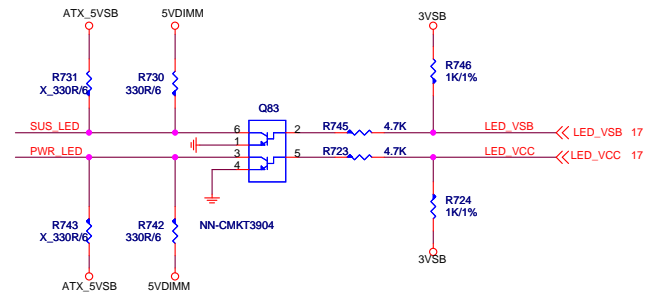 ATX_5VSB 5VDIMM 3VSB
R731 X_330R/6 R730 330R/6 R746 1K/1%
Q83
SUS_LED 6 2 R745 4.7K LED_VSB LED_VSB 17
1
PWR_LED 3 5 R723 4.7K LED_VCC LED_VCC 17
4
R743 X_330R/6 R742 330R/6 NN-CMKT3904 R724 1K/1%
ATX_5VSB 5VDIMM 3VSB